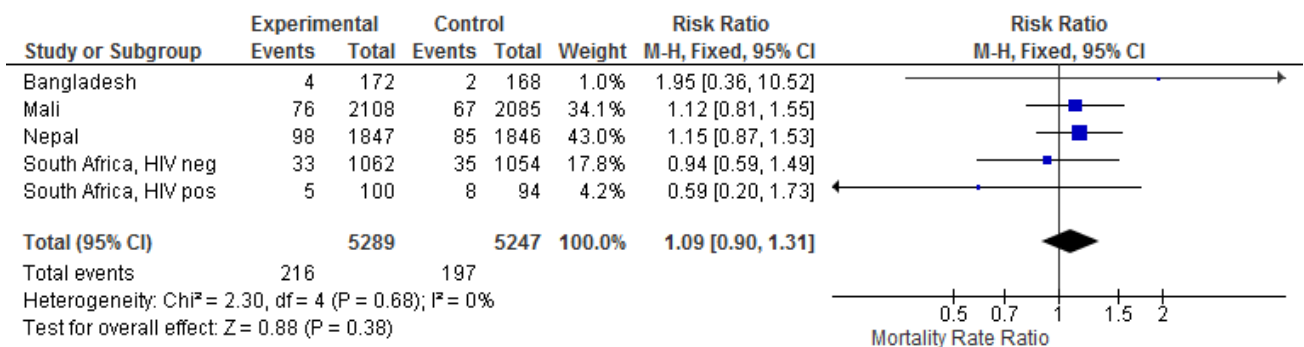 Experimental Control Risk Ratio Risk Ratio
Study or Subgroup Events Total Events Total Weight M-H, Fixed, 95% CI M-H, Fixed, 95% CI
Bangladesh 4 172 2 168 1.0% 1.95 [0.36, 10.52]
Mali 76 2108 67 2085 34.1% 1.12 [0.81, 1.55]
Nepal 98 1847 85 1846 43.0% 1.15 [0.87, 1.53]
South Africa, HIV neg 33 1062 35 1054 17.8% 0.94 [0.59, 1.49]
South Africa, HIV pos 5 100 8 94 4.2% 0.59 [0.20, 1.73]
Total (95% CI) 5289 5247 100.0% 1.09 [0.90, 1.31]
Total events 216 197
Heterogeneity: Chi² = 2.30, df = 4 (P = 0.68); I² = 0%
Test for overall effect: Z = 0.88 (P = 0.38)
0.5 0.7 1 1.5 2
Mortality Rate Ratio